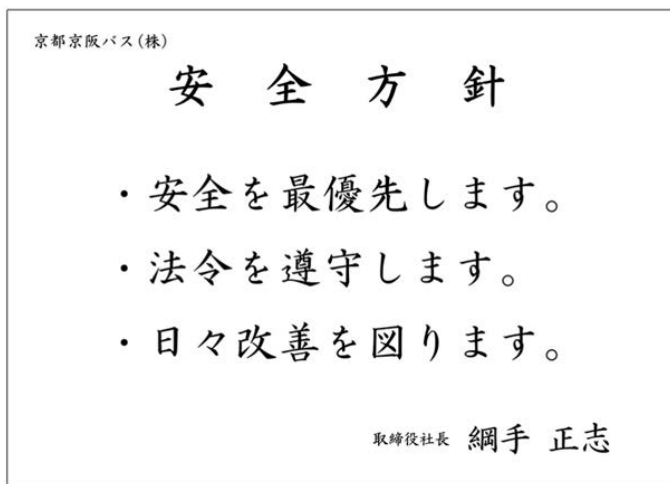 京都京阪バス(株)
安全方針
・安全を最優先します。
・法令を遵守します。
・日々改善を図ります。
取締役社長 綱手 正志